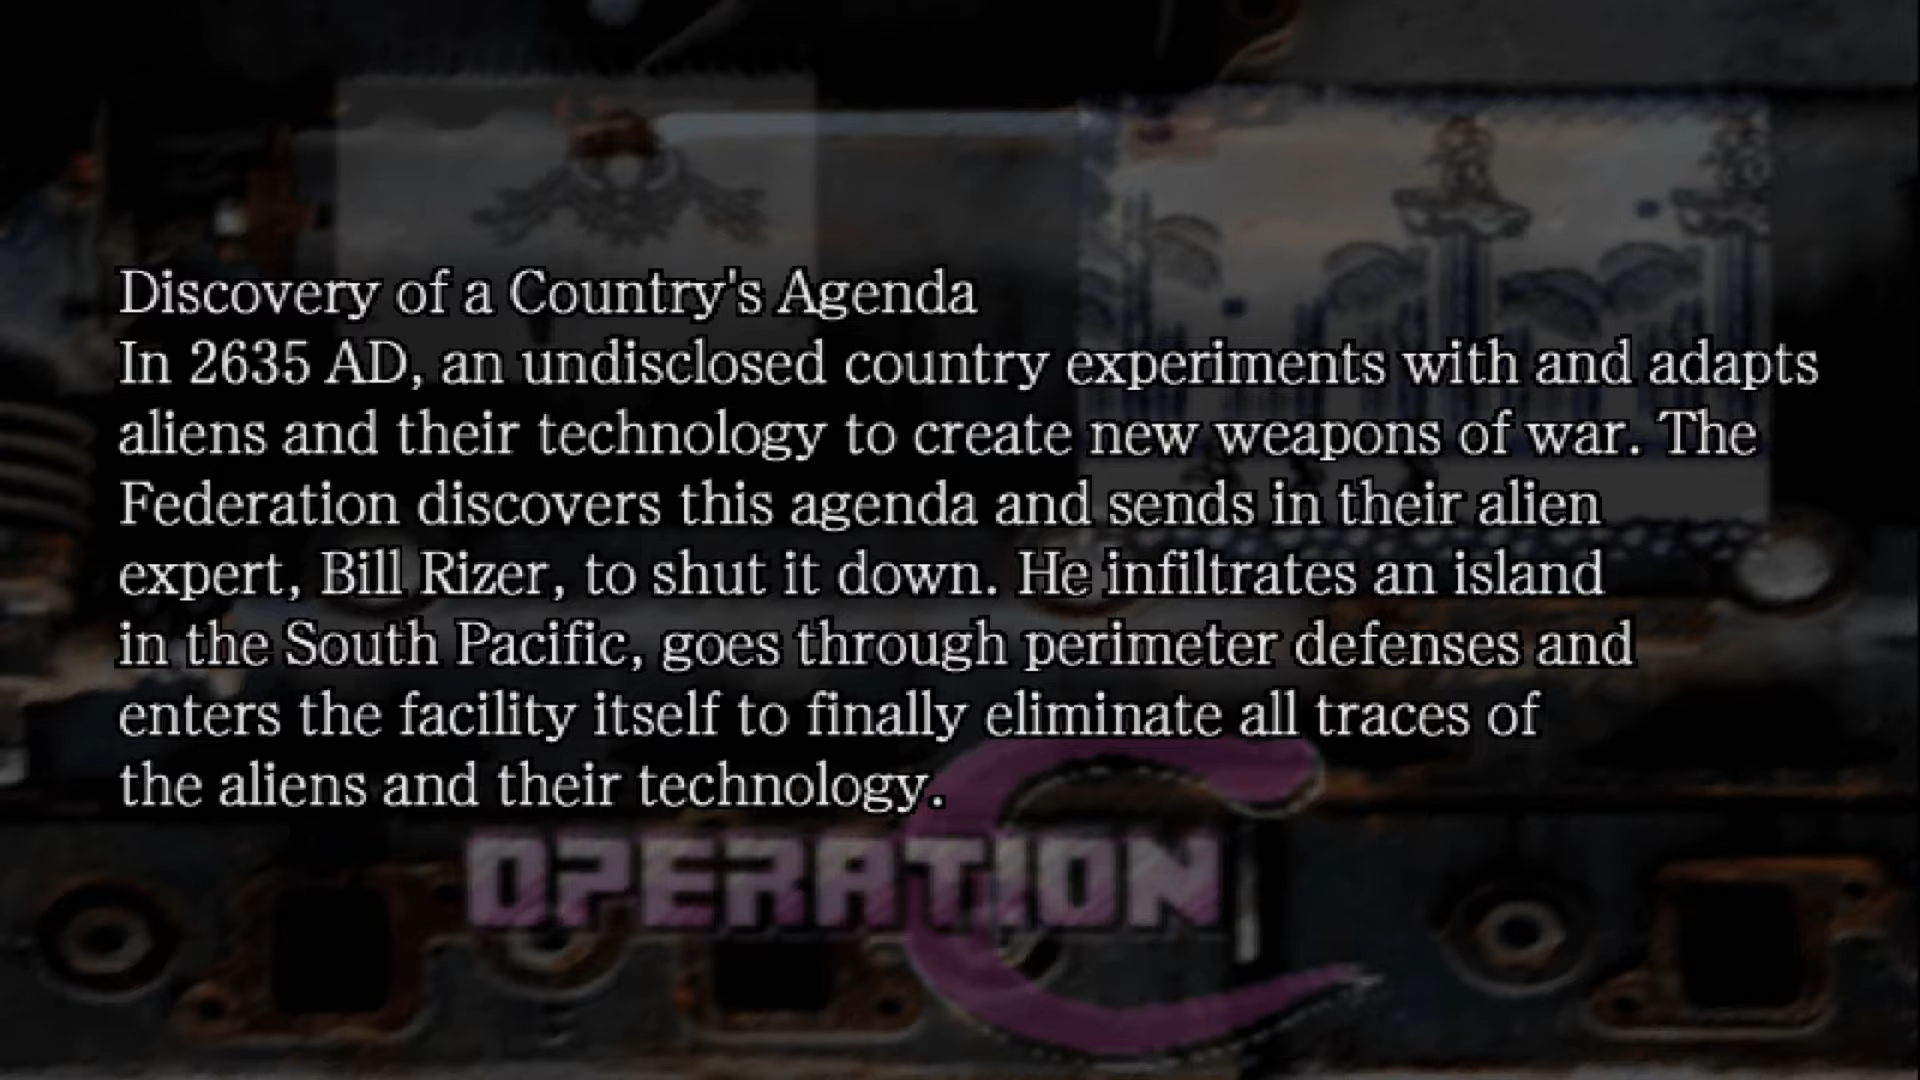 Discovery of a Country's Agenda
In 2635 AD, an undisclosed country experiments with and adapts
aliens and their technology to create new weapons of war. The
Federation discovers this agenda and sends in their alien
expert, Bill Rizer, to shut it down. He infiltrates an island
in the South Pacific, goes through perimeter defenses and
enters the facility itself to finally eliminate all traces of
the aliens and their technology.
OPERATION C